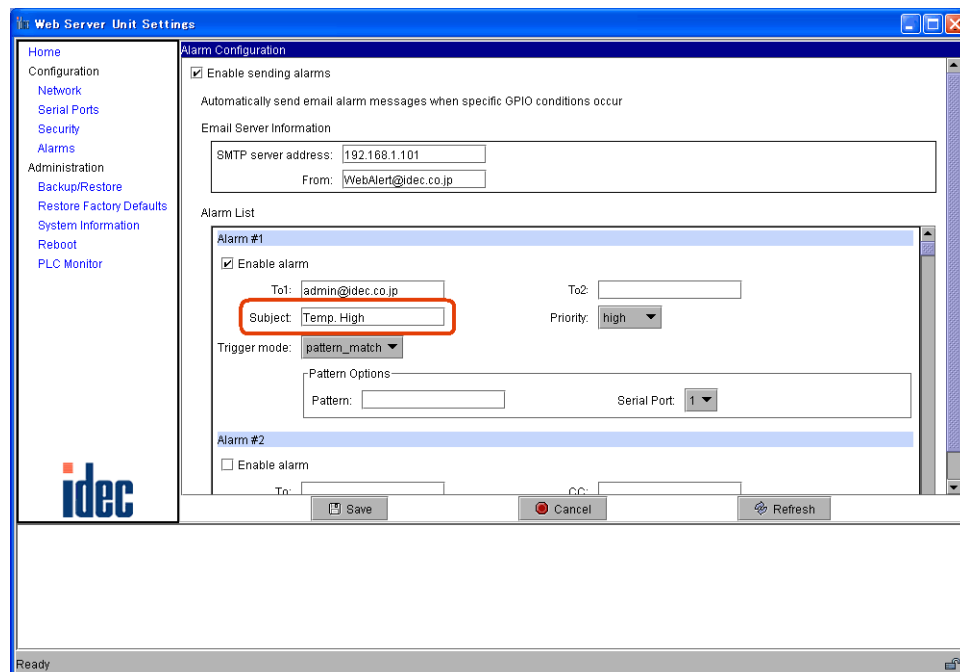 Web Server Unit Settings
Home
Configuration
Network
Serial Ports
Security
Alarms
Administration
Backup/Restore
Restore Factory Defaults
System Information
Reboot
PLC Monitor
idec
Alarm Configuration
Enable sending alarms
Automatically send email alarm messages when specific GPIO conditions occur
Email Server Information
SMTP server address: 192.168.1.101
From: WebAlert@idec.co.jp
Alarm List
Alarm #1
Enable alarm
To1: admin@idec.co.jp To2:
Subject: Temp. High Priority: high
Trigger mode: pattern_match
Pattern Options
Pattern: Serial Port: 1
Alarm #2
Enable alarm
To: CC:
Save Cancel Refresh
Ready